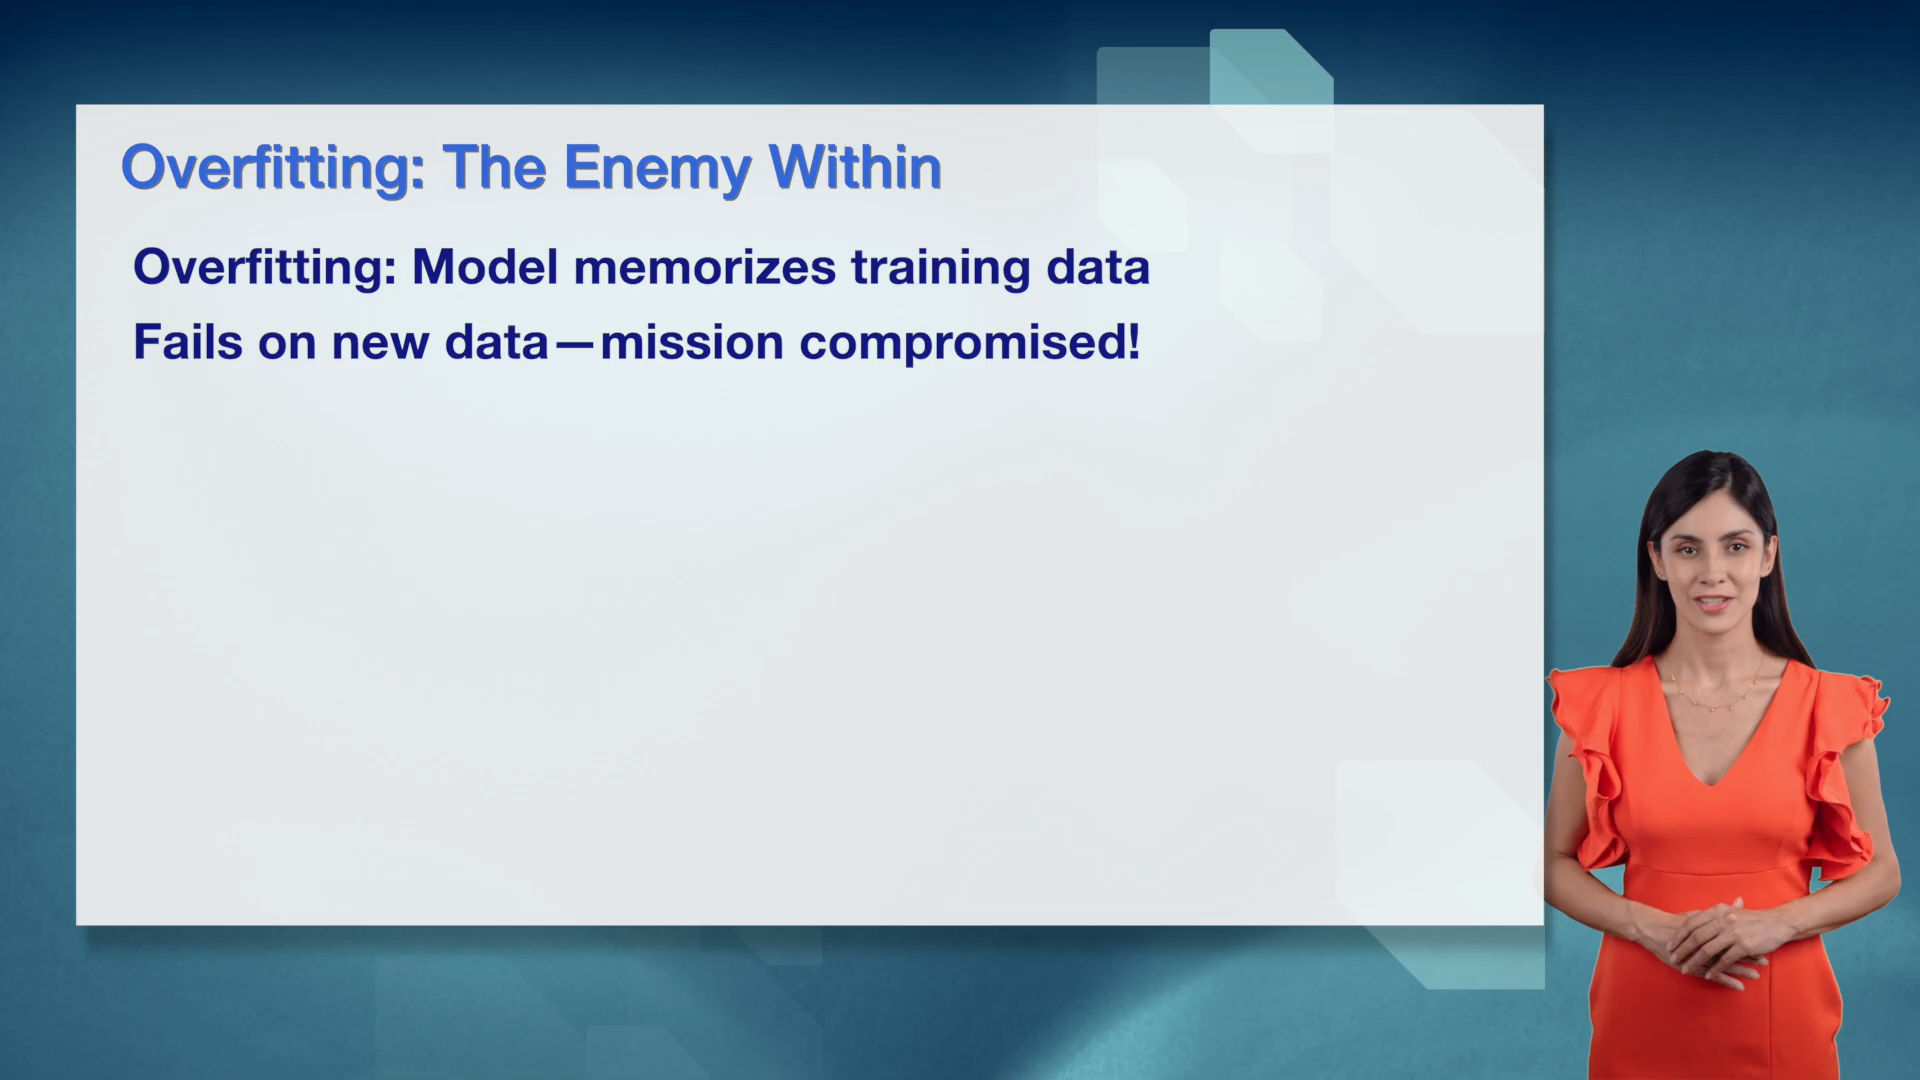 Overfitting: The Enemy Within
Overfitting: Model memorizes training data
Fails on new data—mission compromised!